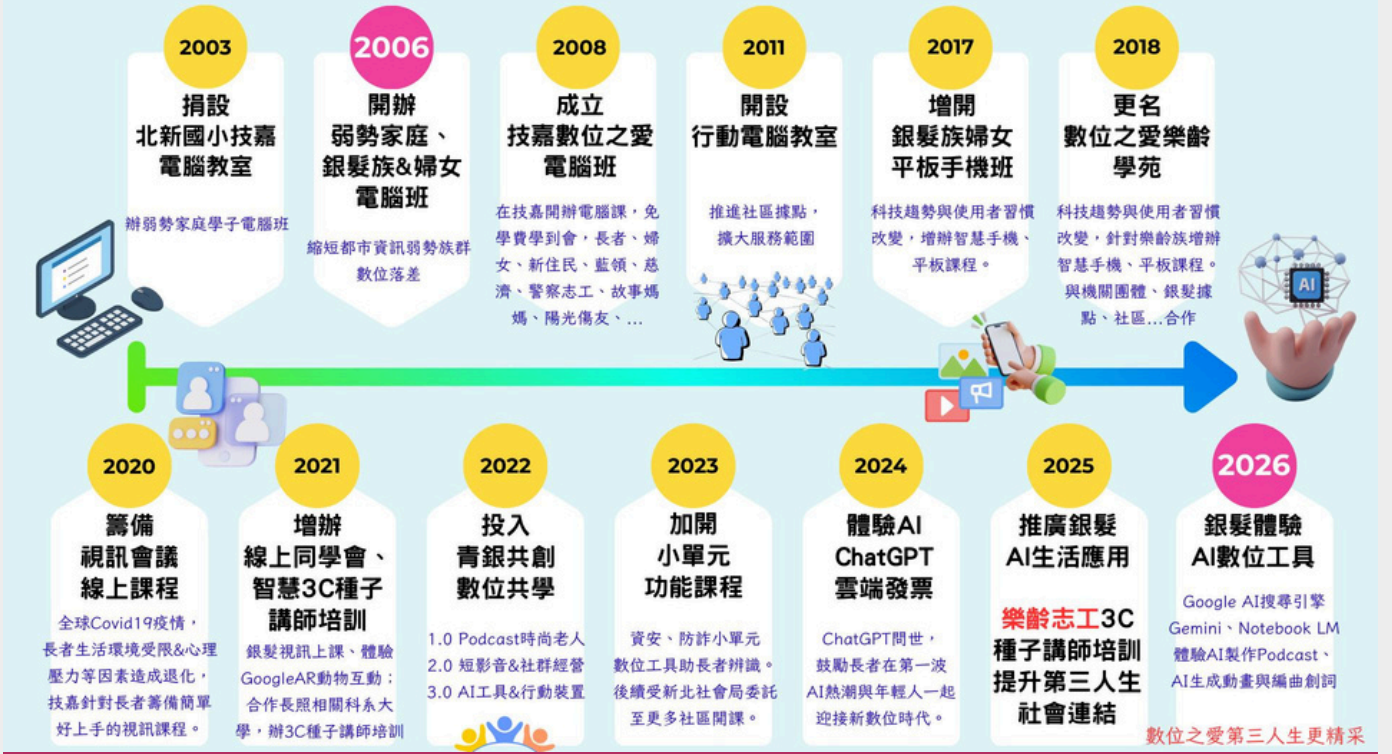 2003
捐設
北新國小技嘉
電腦教室
辦弱勢家庭學子電腦班
2006
開辦
弱勢家庭、
銀髮族&婦女
電腦班
縮短都市資訊弱勢族群
數位落差
2008
成立
技嘉數位之愛
電腦班
在技嘉開辦電腦課，免
學費學到會，長者、婦
女、新住民、藍領、慈
濟、警察志工、故事媽
媽、陽光傷友、...
2011
開設
行動電腦教室
推進社區據點，
擴大服務範圍
2017
增開
銀髮族婦女
平板手機班
科技趨勢與使用者習慣
改變，增辦智慧手機、
平板課程。
2018
更名
數位之愛樂齡
學苑
科技趨勢與使用者習慣
改變，針對樂齡族增辦
智慧手機、平板課程。
與機關團體、銀髮據
點、社區...合作
AI
2020
籌備
視訊會議
線上課程
全球Covid19疫情，
長者生活環境受限&心理
壓力等因素造成退化，
技嘉針對長者籌備簡單
好上手的視訊課程。
2021
增辦
線上同學會、
智慧3C種子
講師培訓
銀髮視訊上課、體驗
GoogleAR動物互動；
合作長照相關科系大
學，辦3C種子講師培訓
2022
投入
青銀共創
數位共學
1.0 Podcast時尚老人
2.0 短影音&社群經營
3.0 AI工具&行動裝置
2023
加開
小單元
功能課程
資安、防詐小單元
數位工具助長者辨識。
後續受新北社會局委託
至更多社區開課。
2024
體驗AI
ChatGPT
雲端發票
ChatGPT問世，
鼓勵長者在第一波
AI熱潮與年輕人一起
迎接新數位時代。
2025
推廣銀髮
AI生活應用
樂齡志工3C
種子講師培訓
提升第三人生
社會連結
2026
銀髮體驗
AI數位工具
Google AI搜尋引擎
Gemini、Notebook LM
體驗AI製作Podcast、
AI生成動畫與編曲創詞
數位之愛第三人生更精采